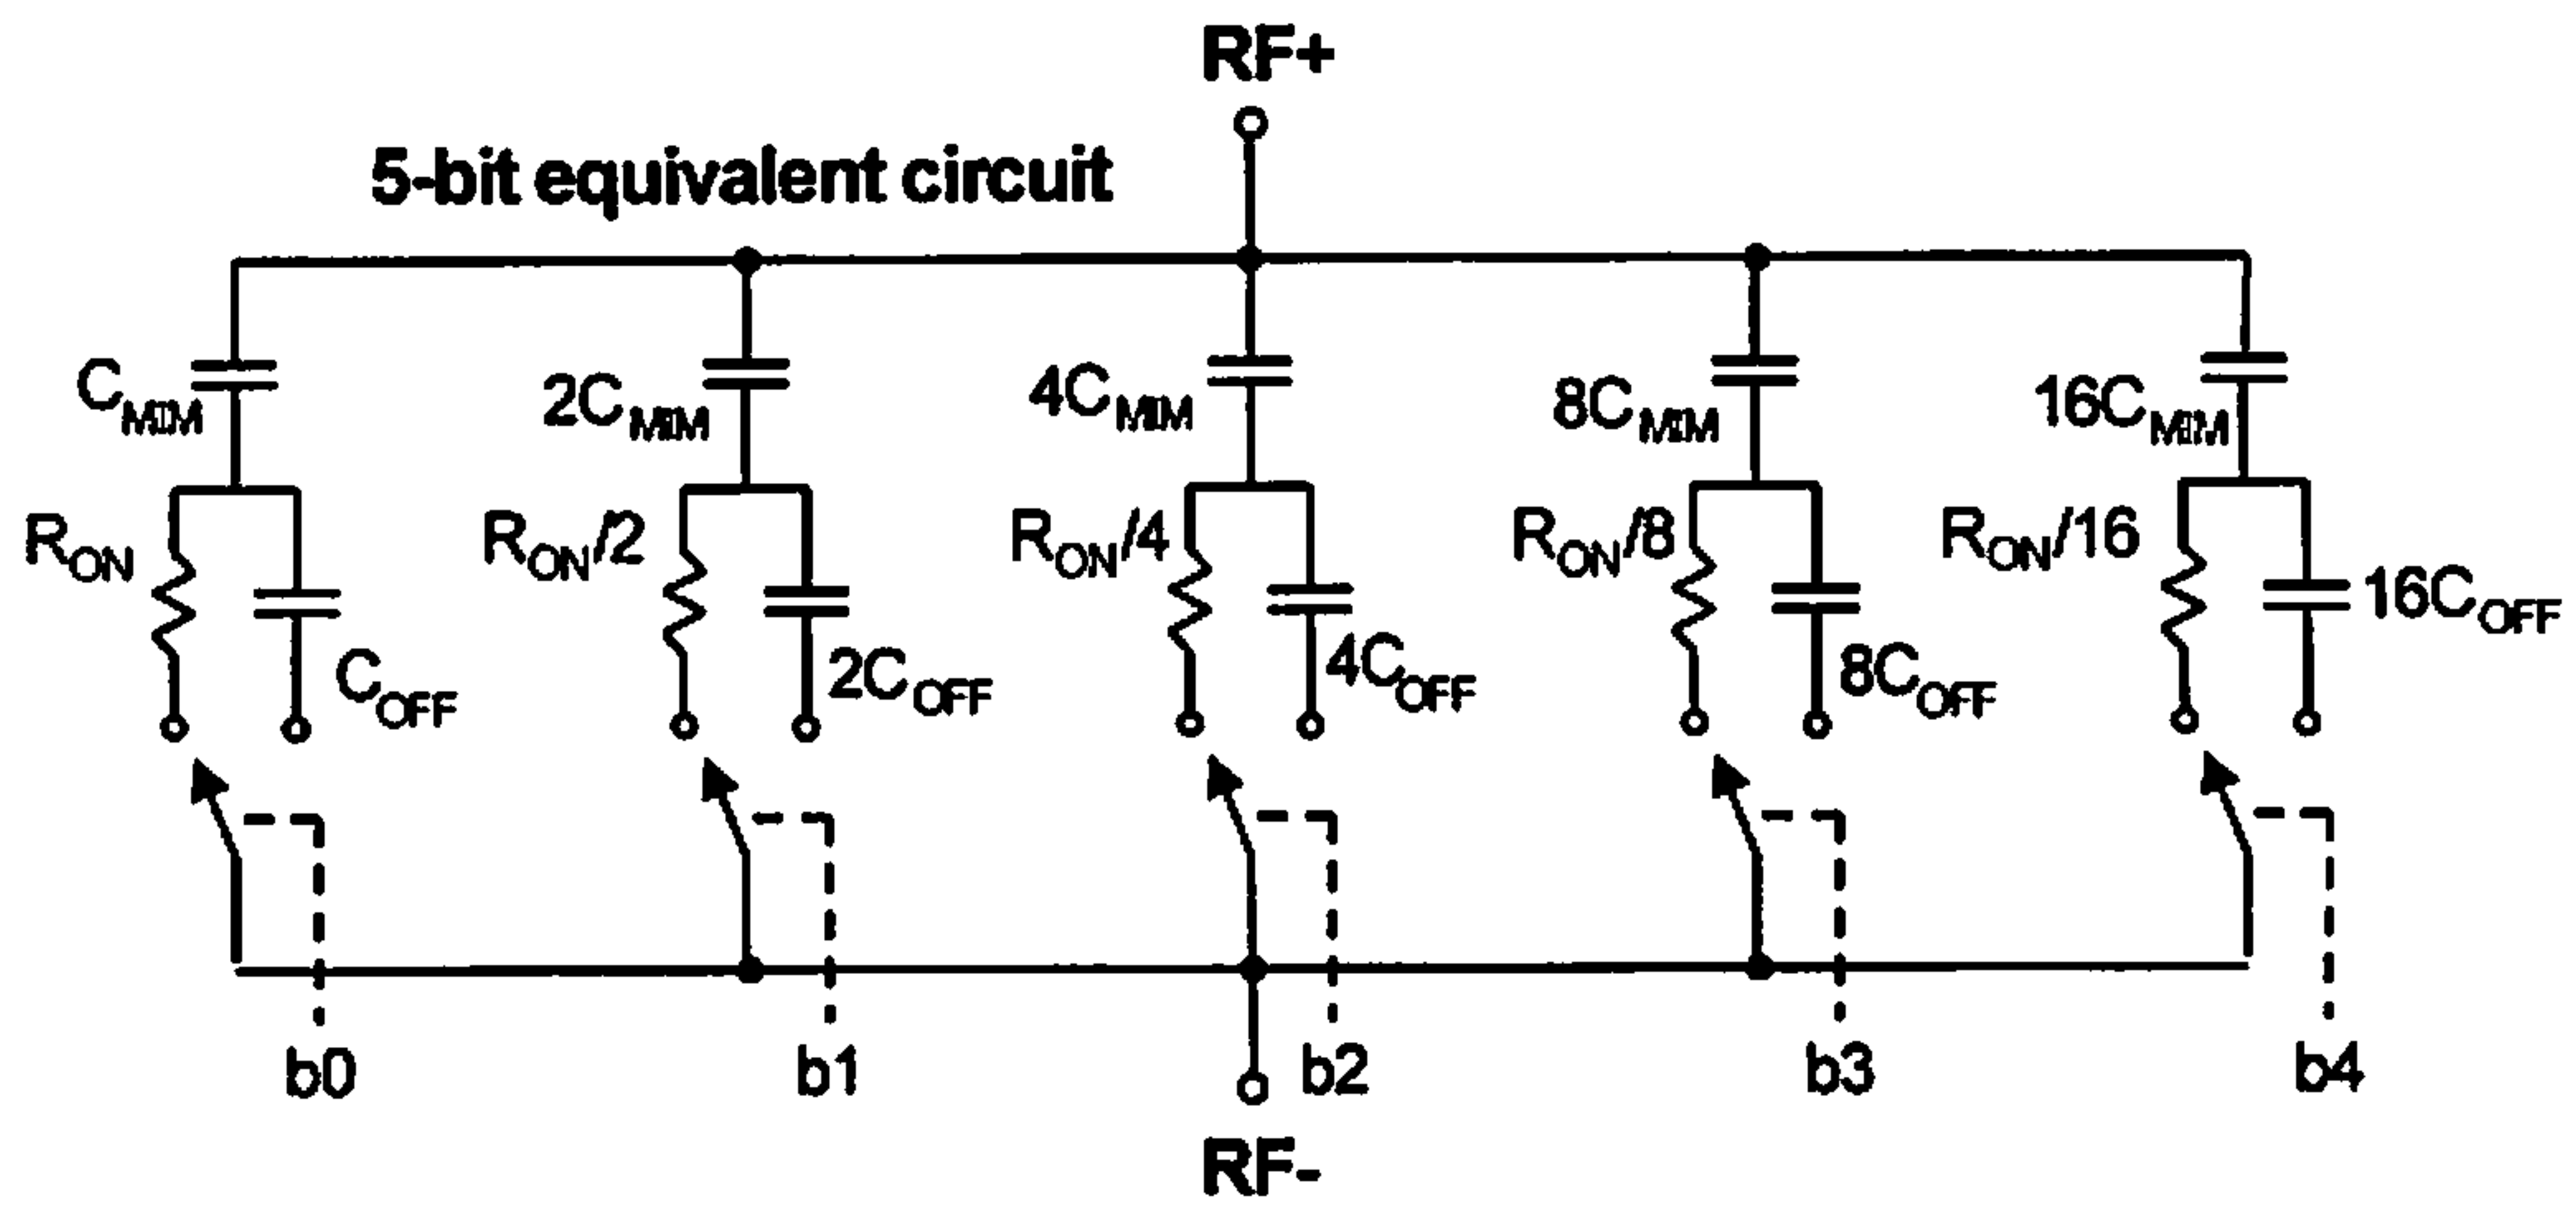 RF+
5-bit equivalent circuit
CMIM
2CMIM
4CMIM
8CMIM
16CMIM
RON
COFF
RON/2
2COFF
RON/4
4COFF
RON/8
8COFF
RON/16
16COFF
b0
b1
b2
b3
b4
RF-